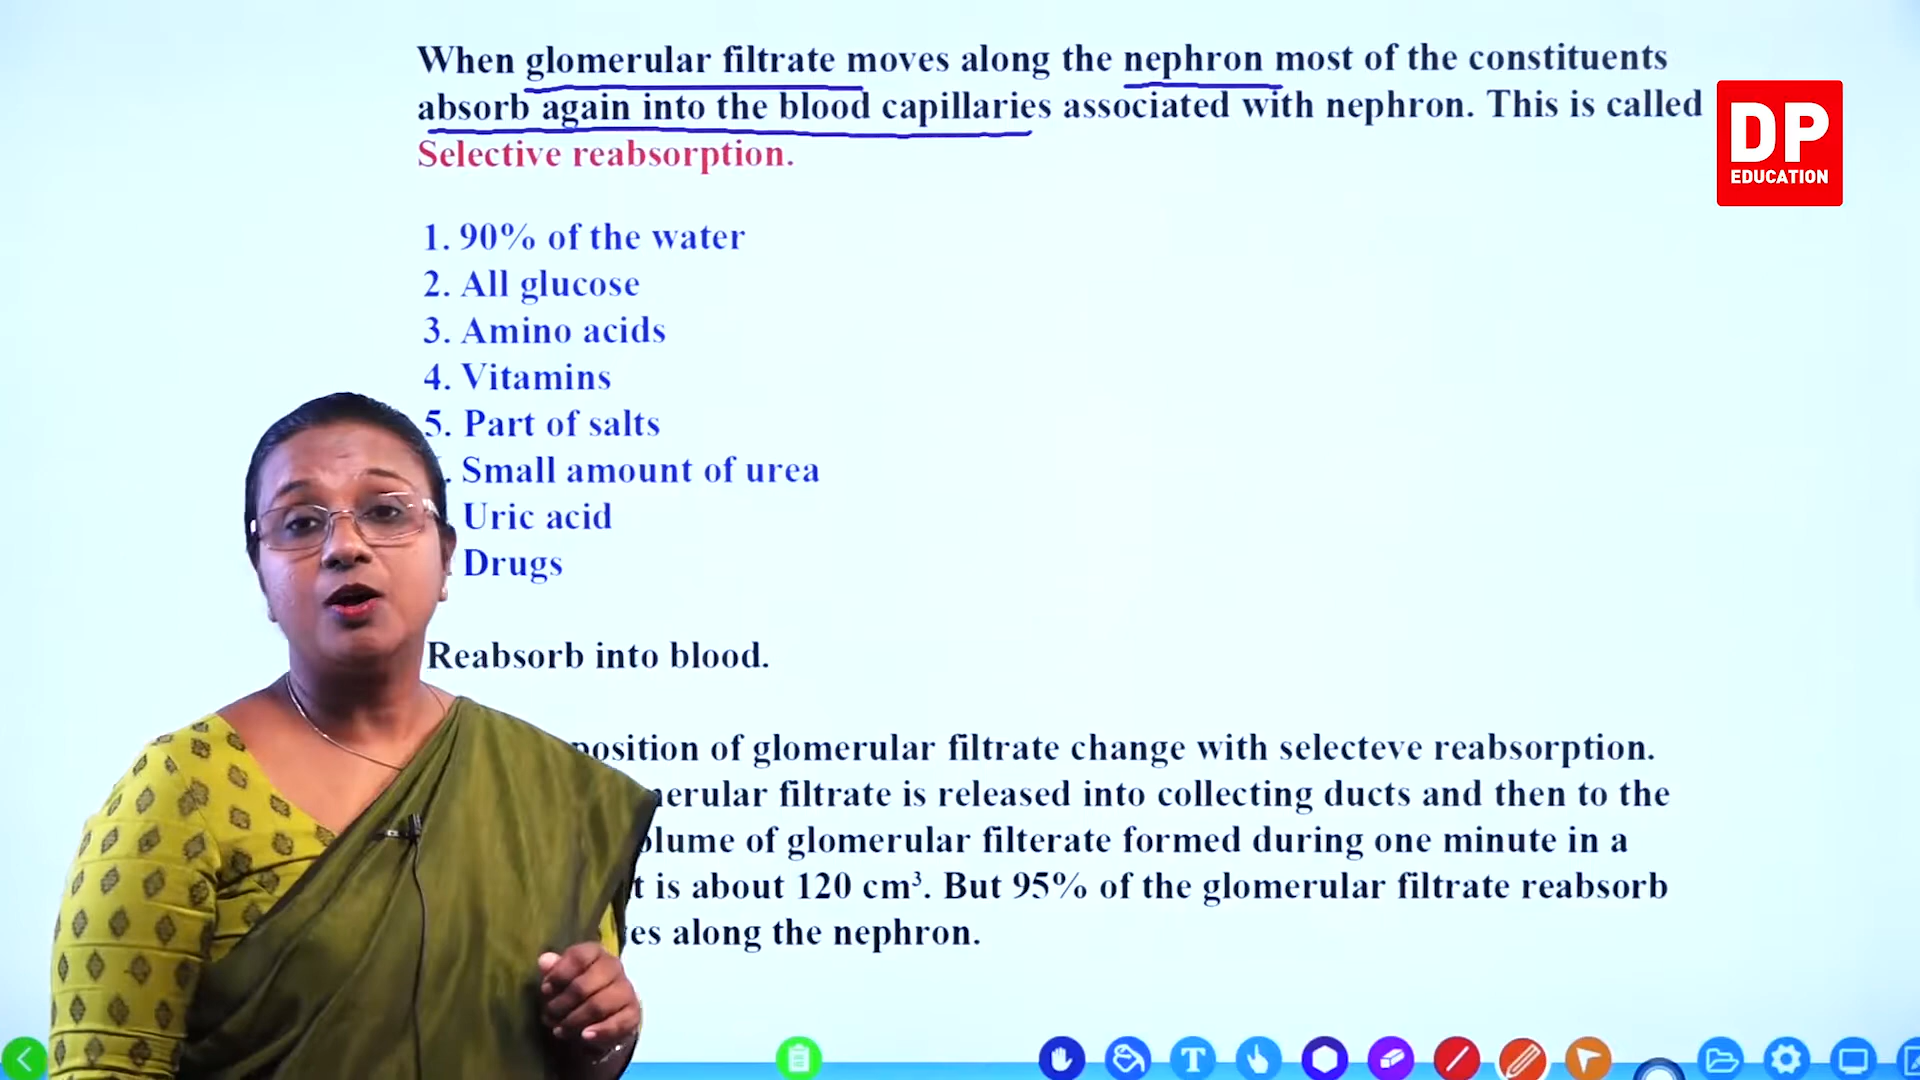 When glomerular filtrate moves along the nephron most of the constituents
absorb again into the blood capillaries associated with nephron. This is called
Selective reabsorption.
DP
EDUCATION
1. 90% of the water
2. All glucose
3. Amino acids
4. Vitamins
5. Part of salts
Small amount of urea
Uric acid
Drugs
Reabsorb into blood.
of glomerular filtrate change with selecteve reabsorption.
filtrate is released into collecting ducts and then to the
of glomerular filterate formed during one minute in a
is about 120 cm³. But 95% of the glomerular filtrate reabsorb
along the nephron.
T